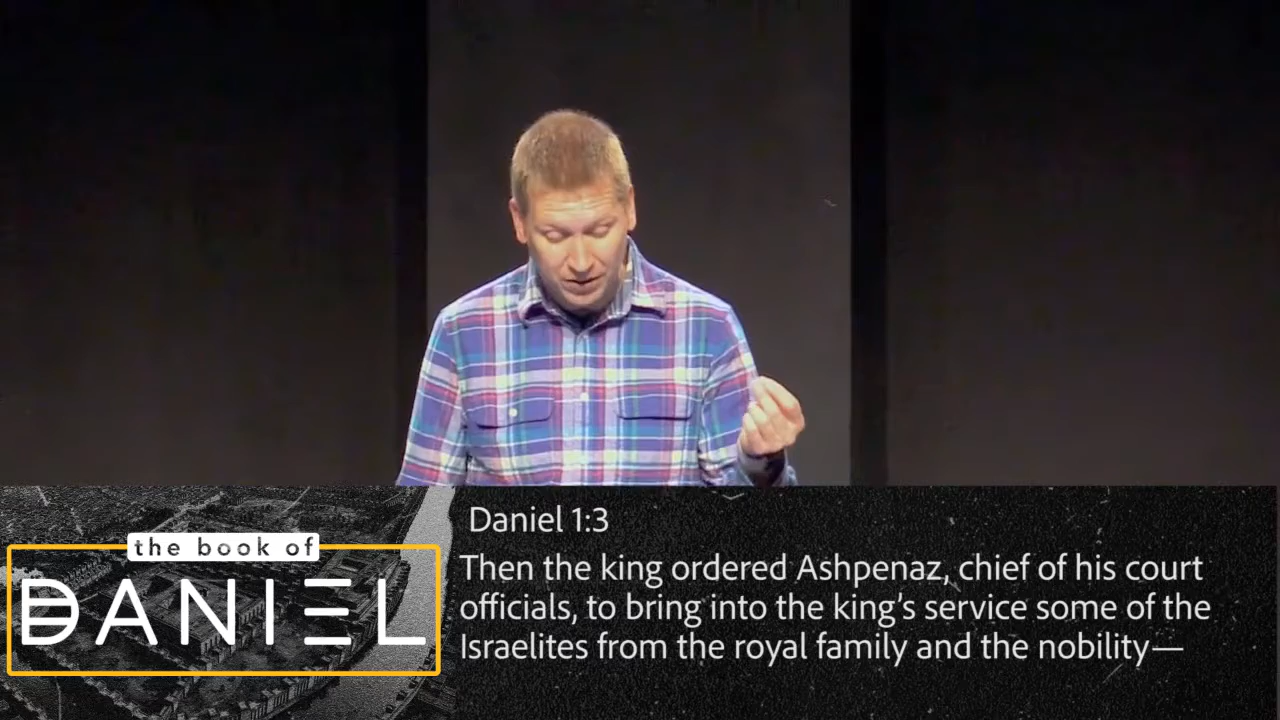 the book of
DANIEL
Daniel 1:3
Then the king ordered Ashpenaz, chief of his court
officials, to bring into the king's service some of the
Israelites from the royal family and the nobility—